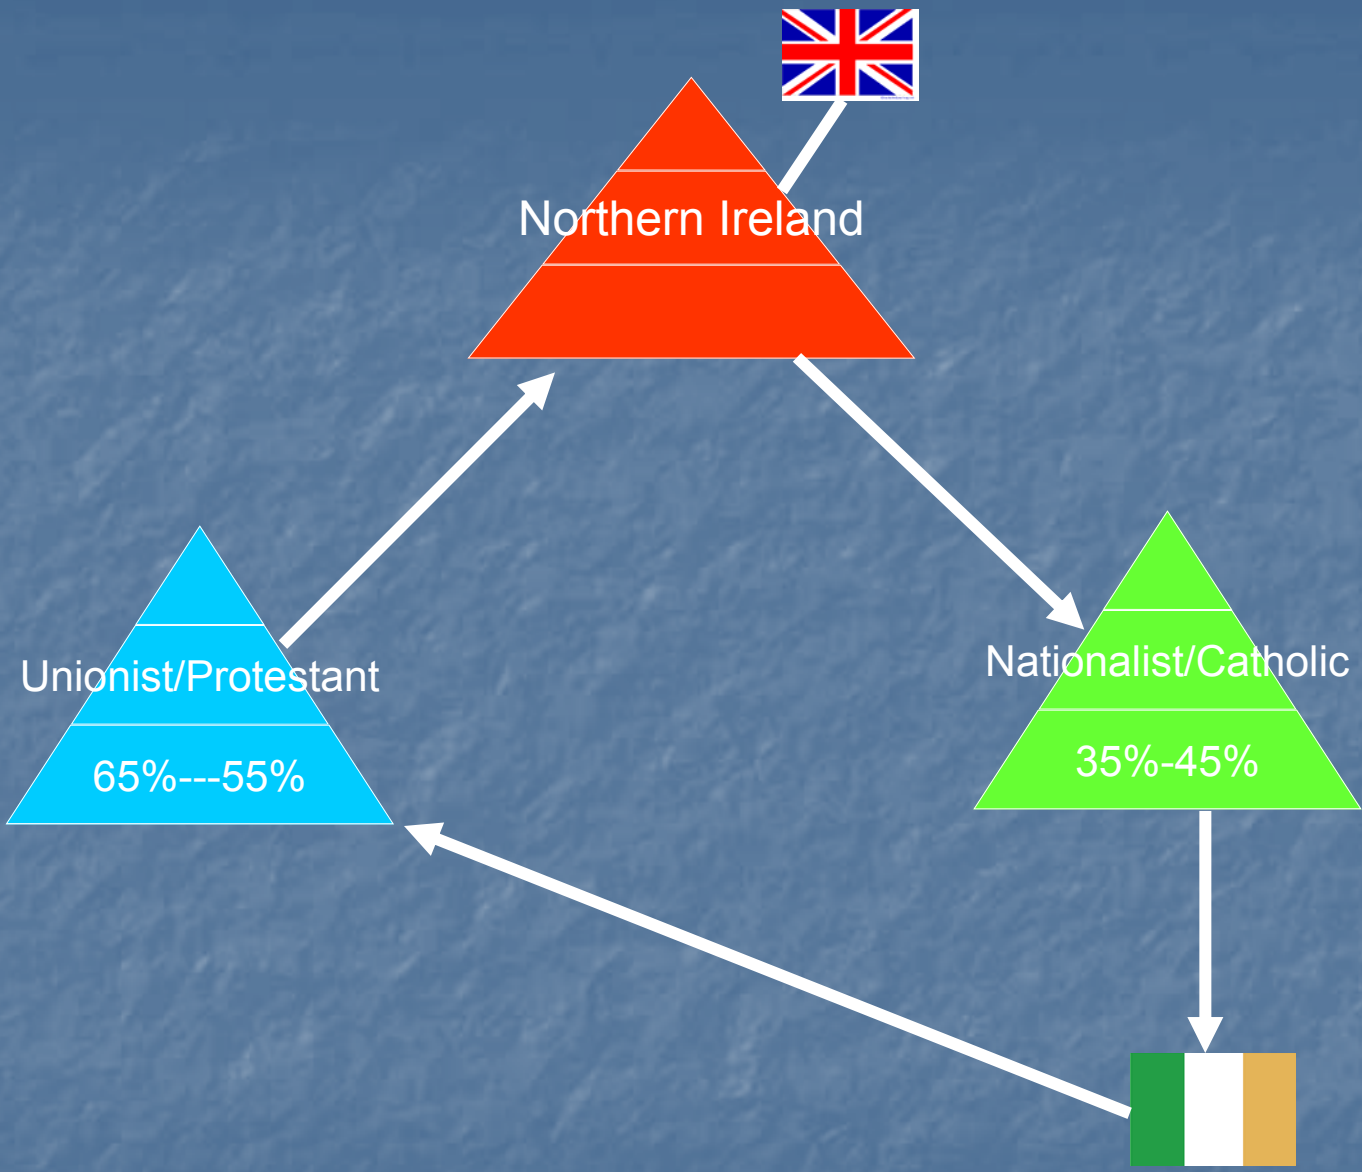 Northern Ireland
Unionist/Protestant
65%---55%
Nationalist/Catholic
35%-45%